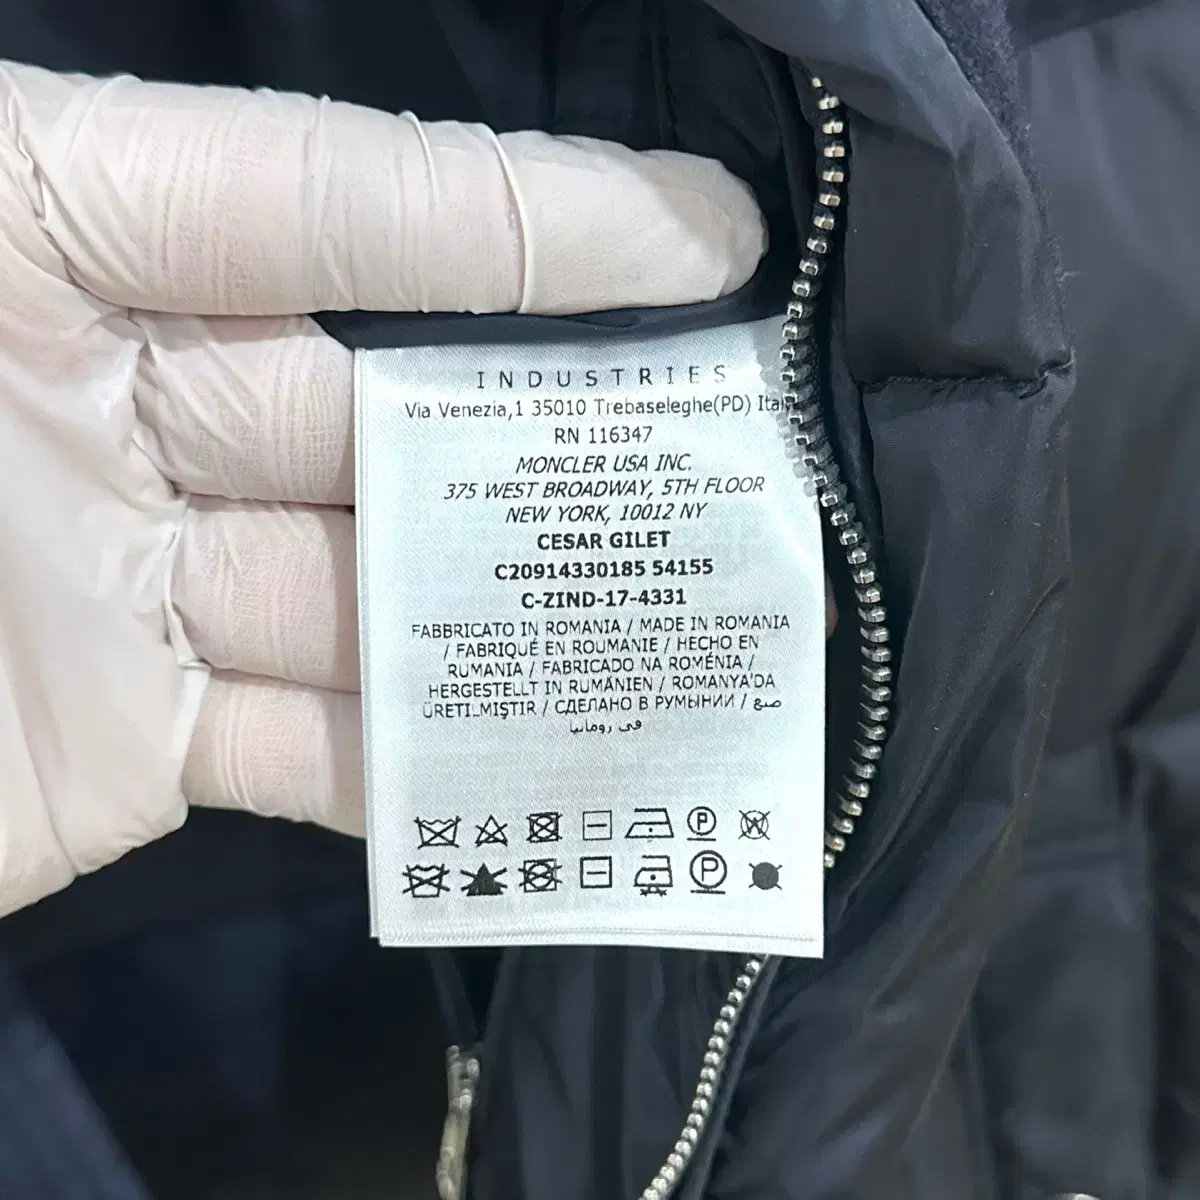 INDUSTRIES
Via Venezia,1 35010 Trebaseleghe(PD)
RN 116347
MONCLER USA INC.
375 WEST BROADWAY, 5TH FLOOR
NEW YORK, 10012 NY
CESAR GILET
C20914330185 54155
C-ZIND-17-4331
FABBRICATO IN ROMANIA / MADE IN ROMANIA
/ FABRIQUÉ EN ROUMANIE / HECHO EN
RUMANIA / FABRICADO NA ROMÉNIA /
HERGESTELLT IN RUMÄNIEN / ROMANYA'DA
ÜRETILMIŞTIR / СДЕЛАНО В РУМЫНИИ / صنع
في رومانيا
P W
P